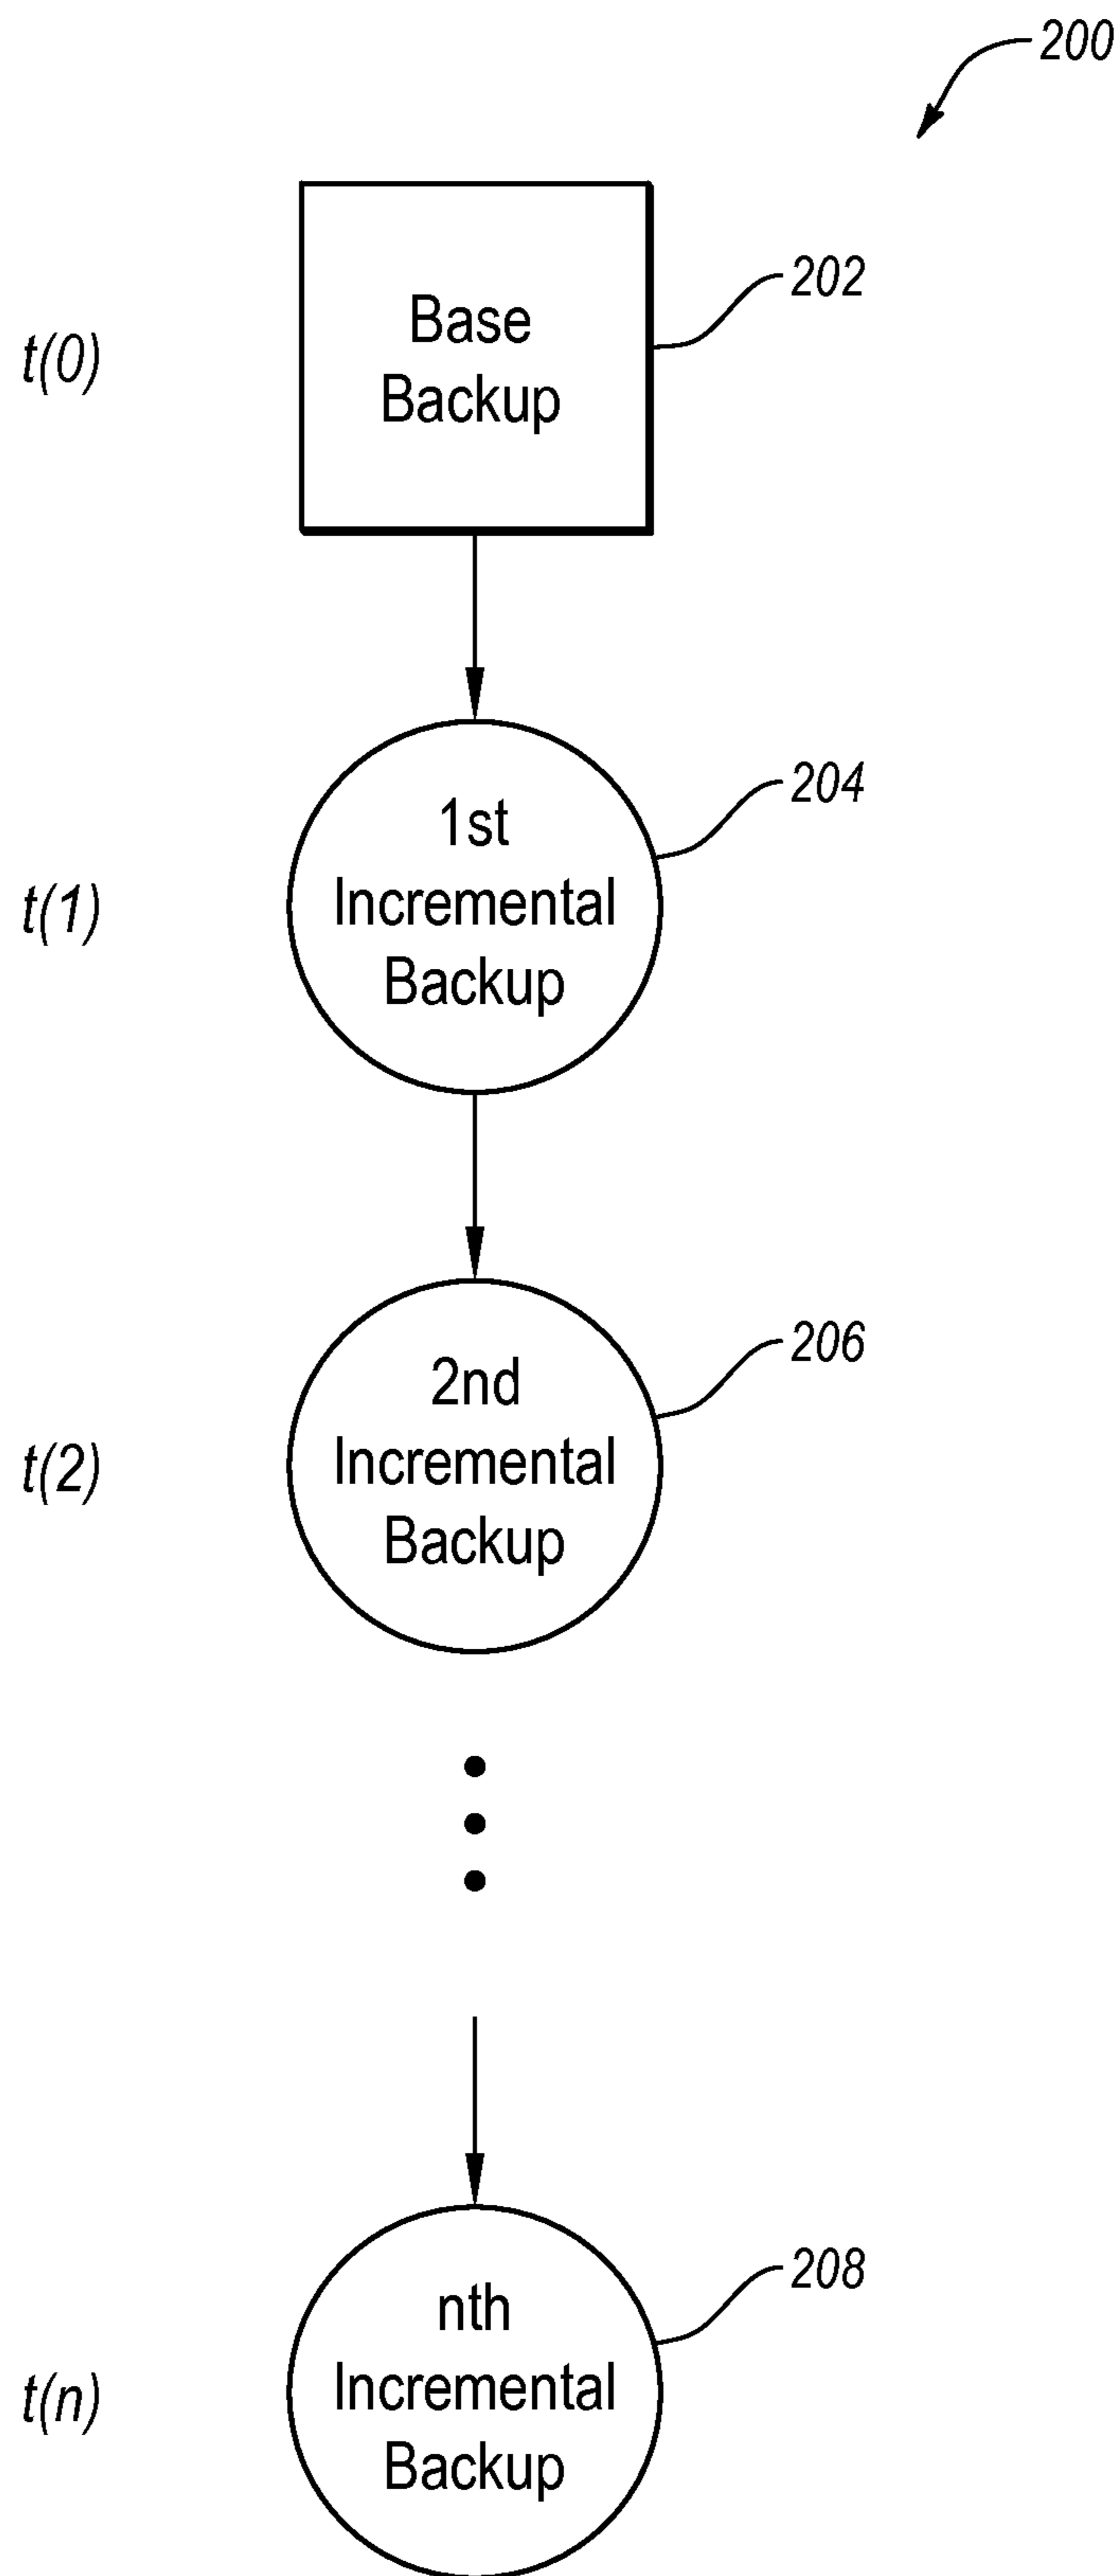 200
Base
Backup
202
t(0)
1st
Incremental
Backup
204
t(1)
2nd
Incremental
Backup
206
t(2)
nth
Incremental
Backup
208
t(n)